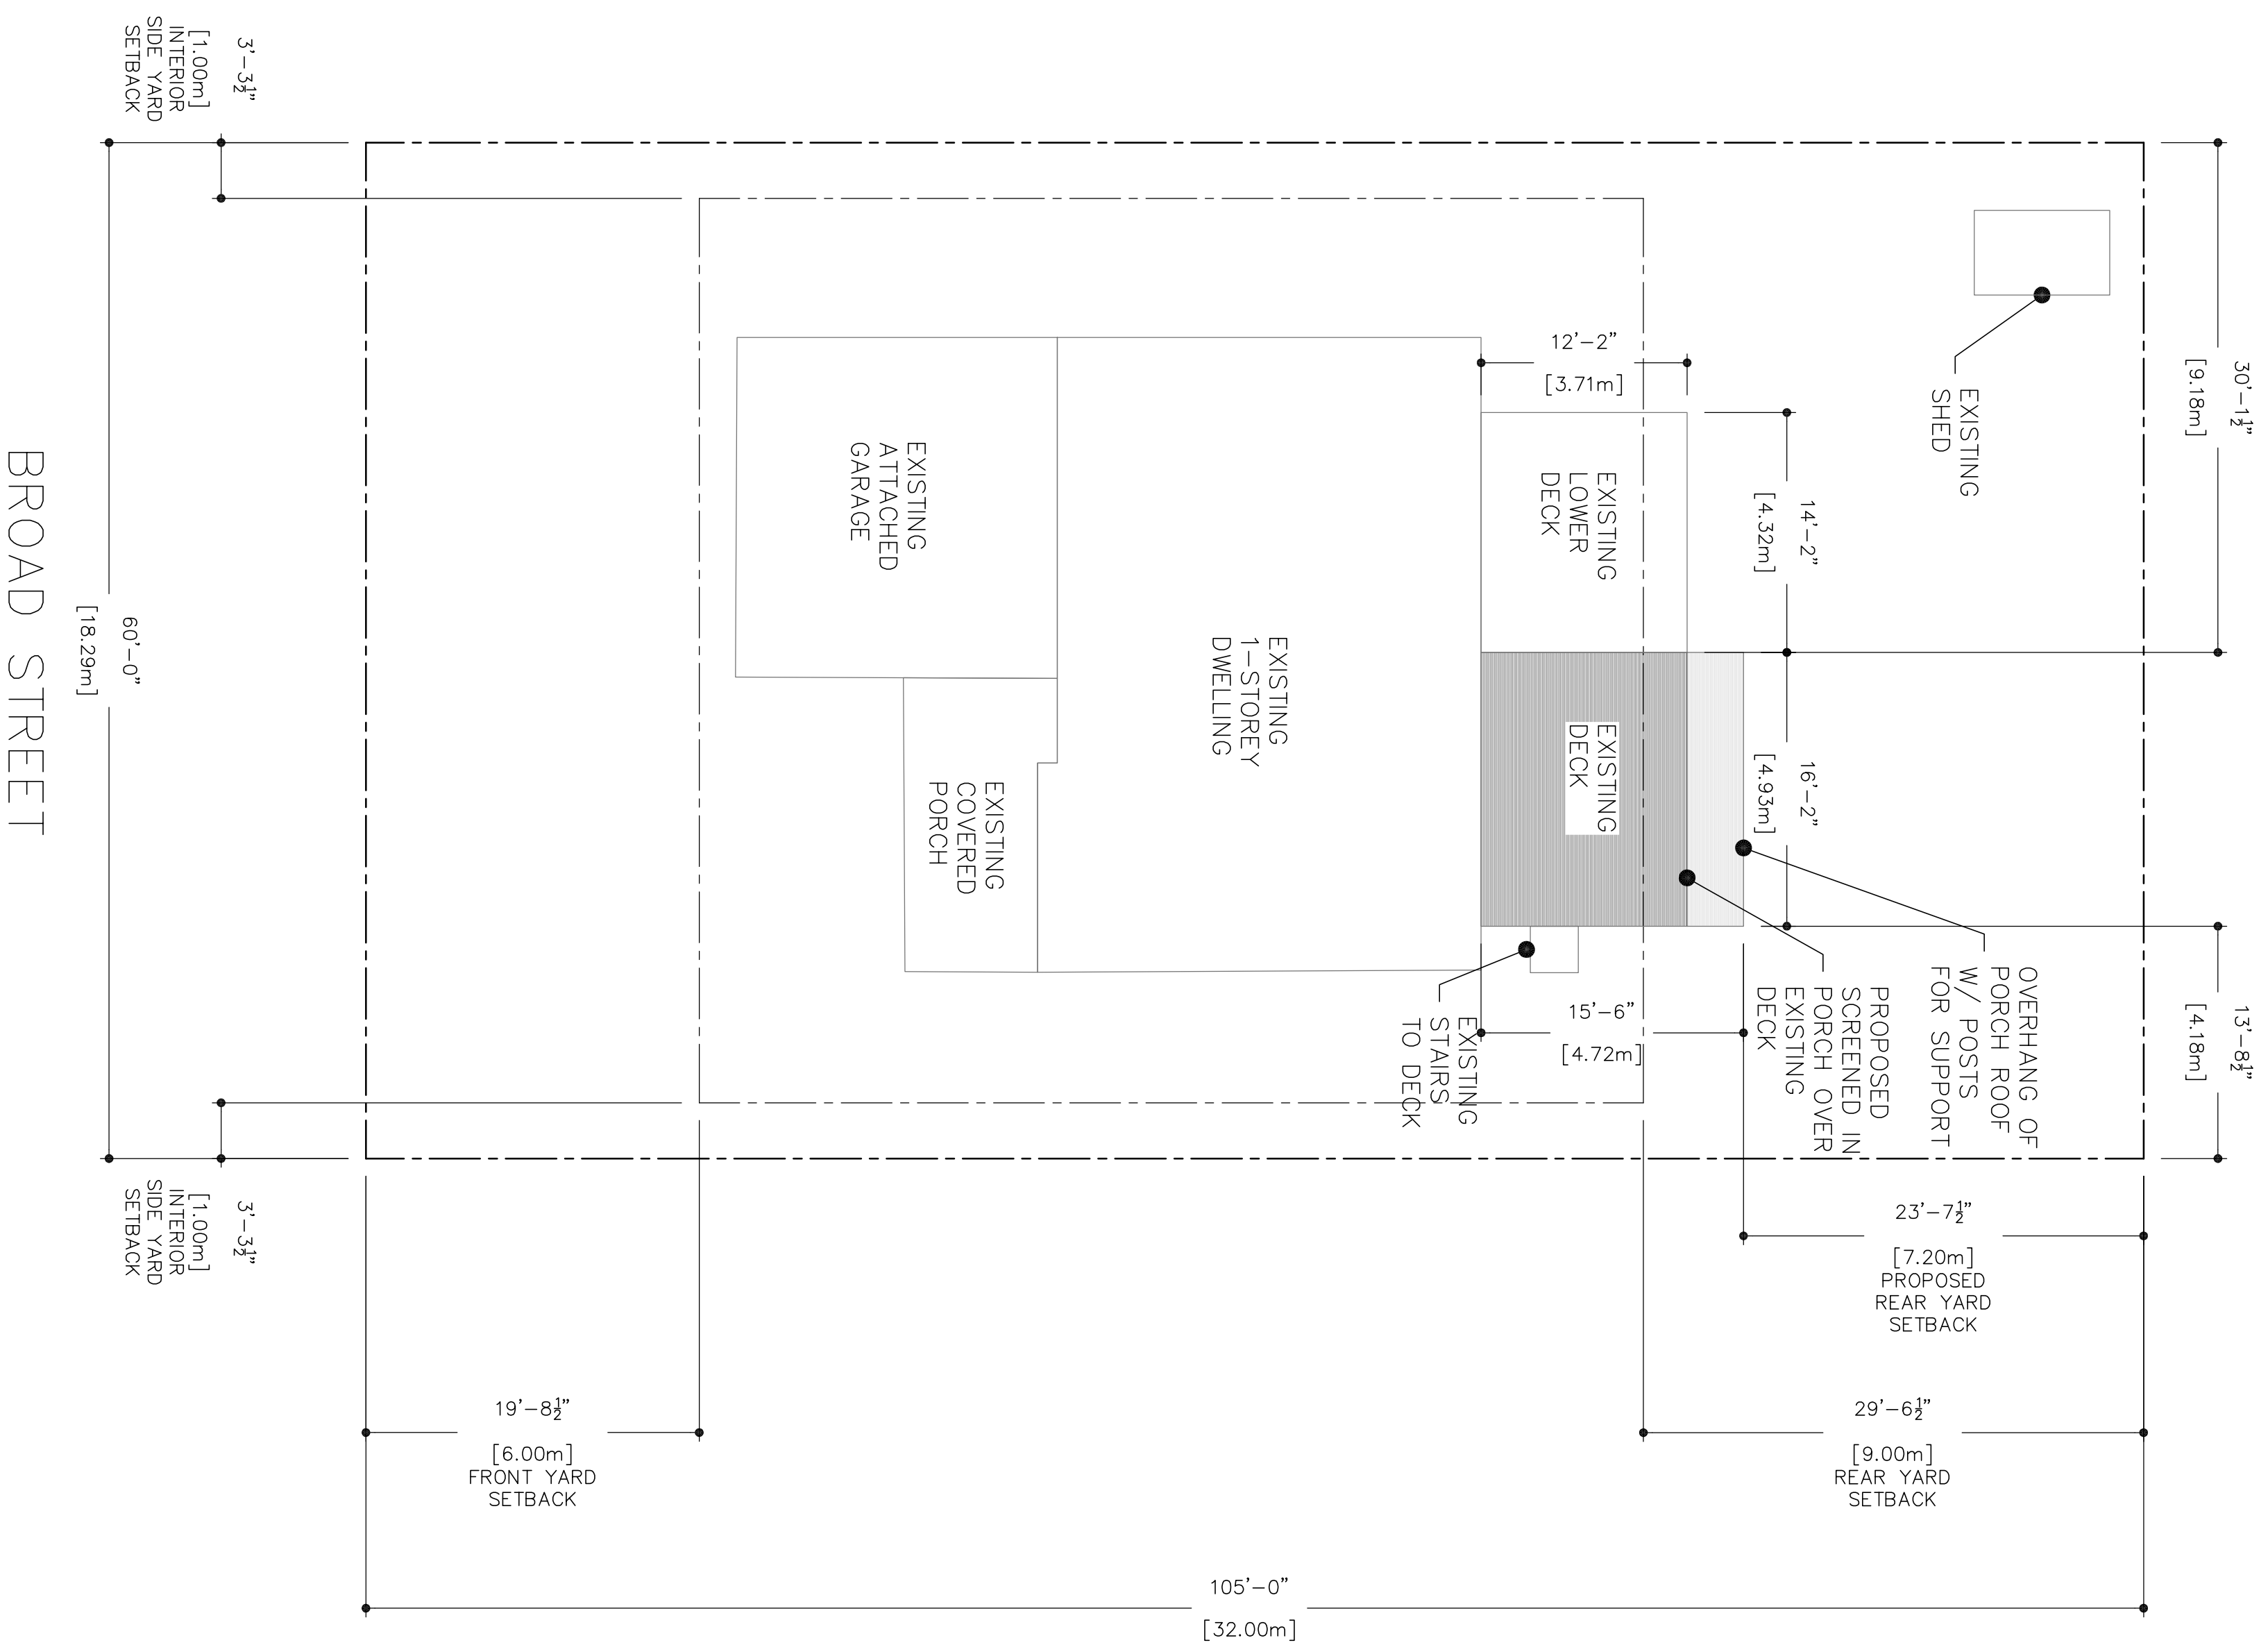 3'-3½"
[1.00m]
INTERIOR
SIDE YARD
SETBACK
30'-1½"
[9.18m]
EXISTING
SHED
12'-2"
[3.71m]
14'-2"
[4.32m]
EXISTING
LOWER
DECK
EXISTING
ATTACHED
GARAGE
EXISTING
1-STOREY
DWELLING
EXISTING
DECK
16'-2"
[4.93m]
EXISTING
COVERED
PORCH
60'-0"
[18.29m]
BROAD STREET
OVERHANG OF
PORCH ROOF
W/ POSTS
FOR SUPPORT
PROPOSED
SCREENED IN
PORCH OVER
EXISTING
DECK
13'-8½"
[4.18m]
15'-6"
[4.72m]
EXISTING
STAIRS
TO DECK
3'-3½"
[1.00m]
INTERIOR
SIDE YARD
SETBACK
23'-7½"
[7.20m]
PROPOSED
REAR YARD
SETBACK
19'-8½"
[6.00m]
FRONT YARD
SETBACK
29'-6½"
[9.00m]
REAR YARD
SETBACK
105'-0"
[32.00m]